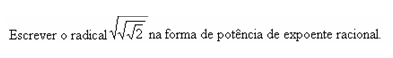 Escrever o radical √√√2 na forma de potência de expoente racional.